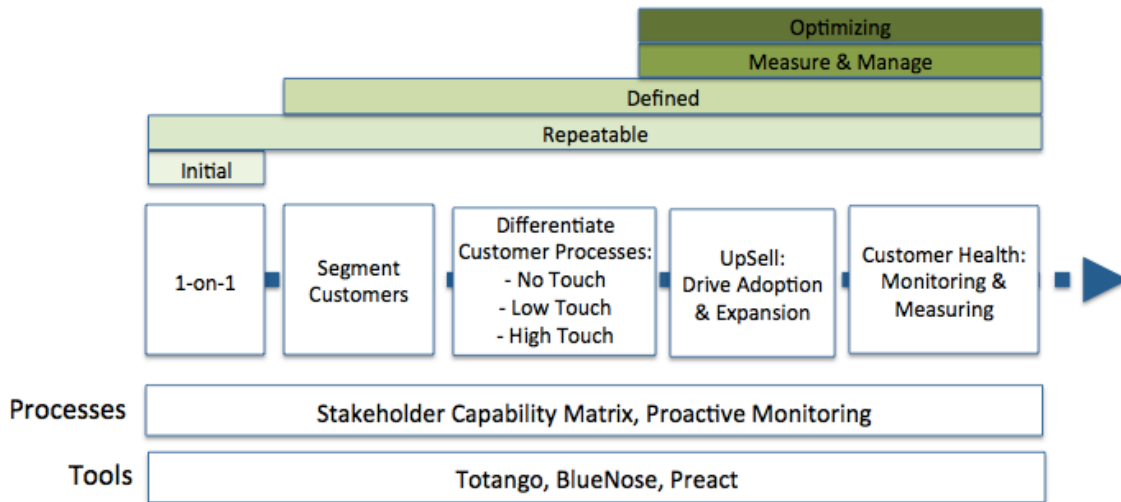 Optimizing
Measure & Manage
Defined
Repeatable
Initial
1-on-1
Segment
Customers
Differentiate
Customer Processes:
- No Touch
- Low Touch
- High Touch
UpSell:
Drive Adoption
& Expansion
Customer Health:
Monitoring &
Measuring
Processes
Stakeholder Capability Matrix, Proactive Monitoring
Tools
Totango, BlueNose, Preact